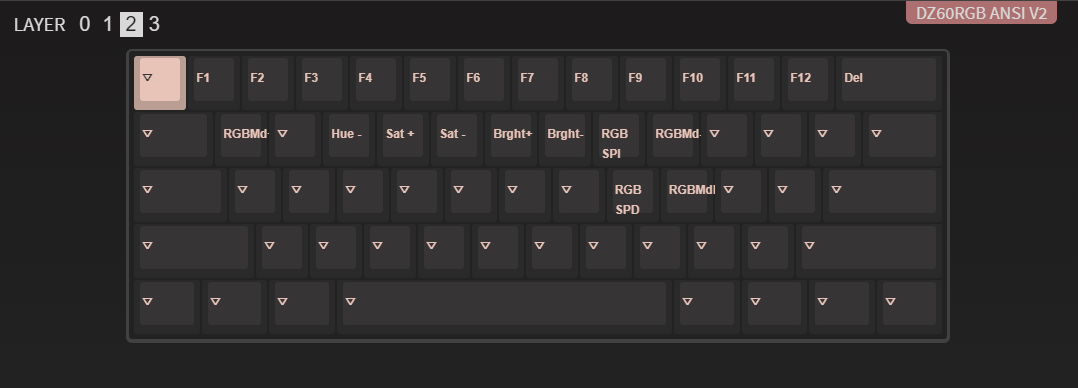 LAYER 0 1 2 3
DZ60RGB ANSI V2
▽ F1 F2 F3 F4 F5 F6 F7 F8 F9 F10 F11 F12 Del
▽ RGBMd ▽ Hue - Sat + Sat - Brght+ Brght- RGB SPI RGBMd- ▽ ▽ ▽ ▽
▽ ▽ ▽ ▽ ▽ ▽ ▽ ▽ RGB SPD RGBMd ▽ ▽ ▽
▽ ▽ ▽ ▽ ▽ ▽ ▽ ▽ ▽ ▽ ▽ ▽
▽ ▽ ▽ ▽ ▽ ▽ ▽ ▽